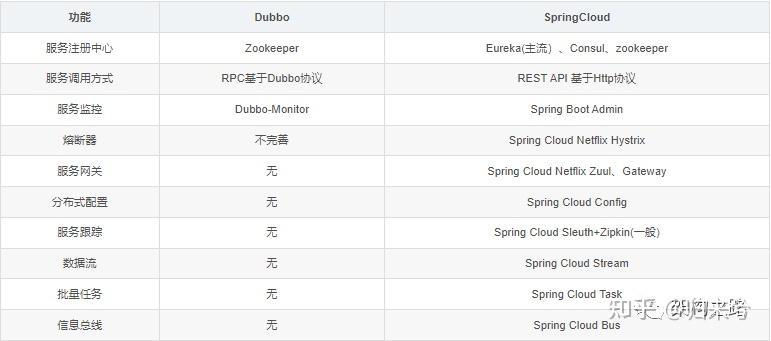 功能 Dubbo SpringCloud
服务注册中心 Zookeeper Eureka(主流）、Consul、zookeeper
服务调用方式 RPC基于Dubbo协议 REST API 基于Http协议
服务监控 Dubbo-Monitor Spring Boot Admin
熔断器 不完善 Spring Cloud Netflix Hystrix
服务网关 无 Spring Cloud Netflix Zuul、Gateway
分布式配置 无 Spring Cloud Config
服务跟踪 无 Spring Cloud Sleuth+Zipkin(一般)
数据流 无 Spring Cloud Stream
批量任务 无 Spring Cloud Task
信息总线 无 Spring Cloud Bus
知乎 架构之路